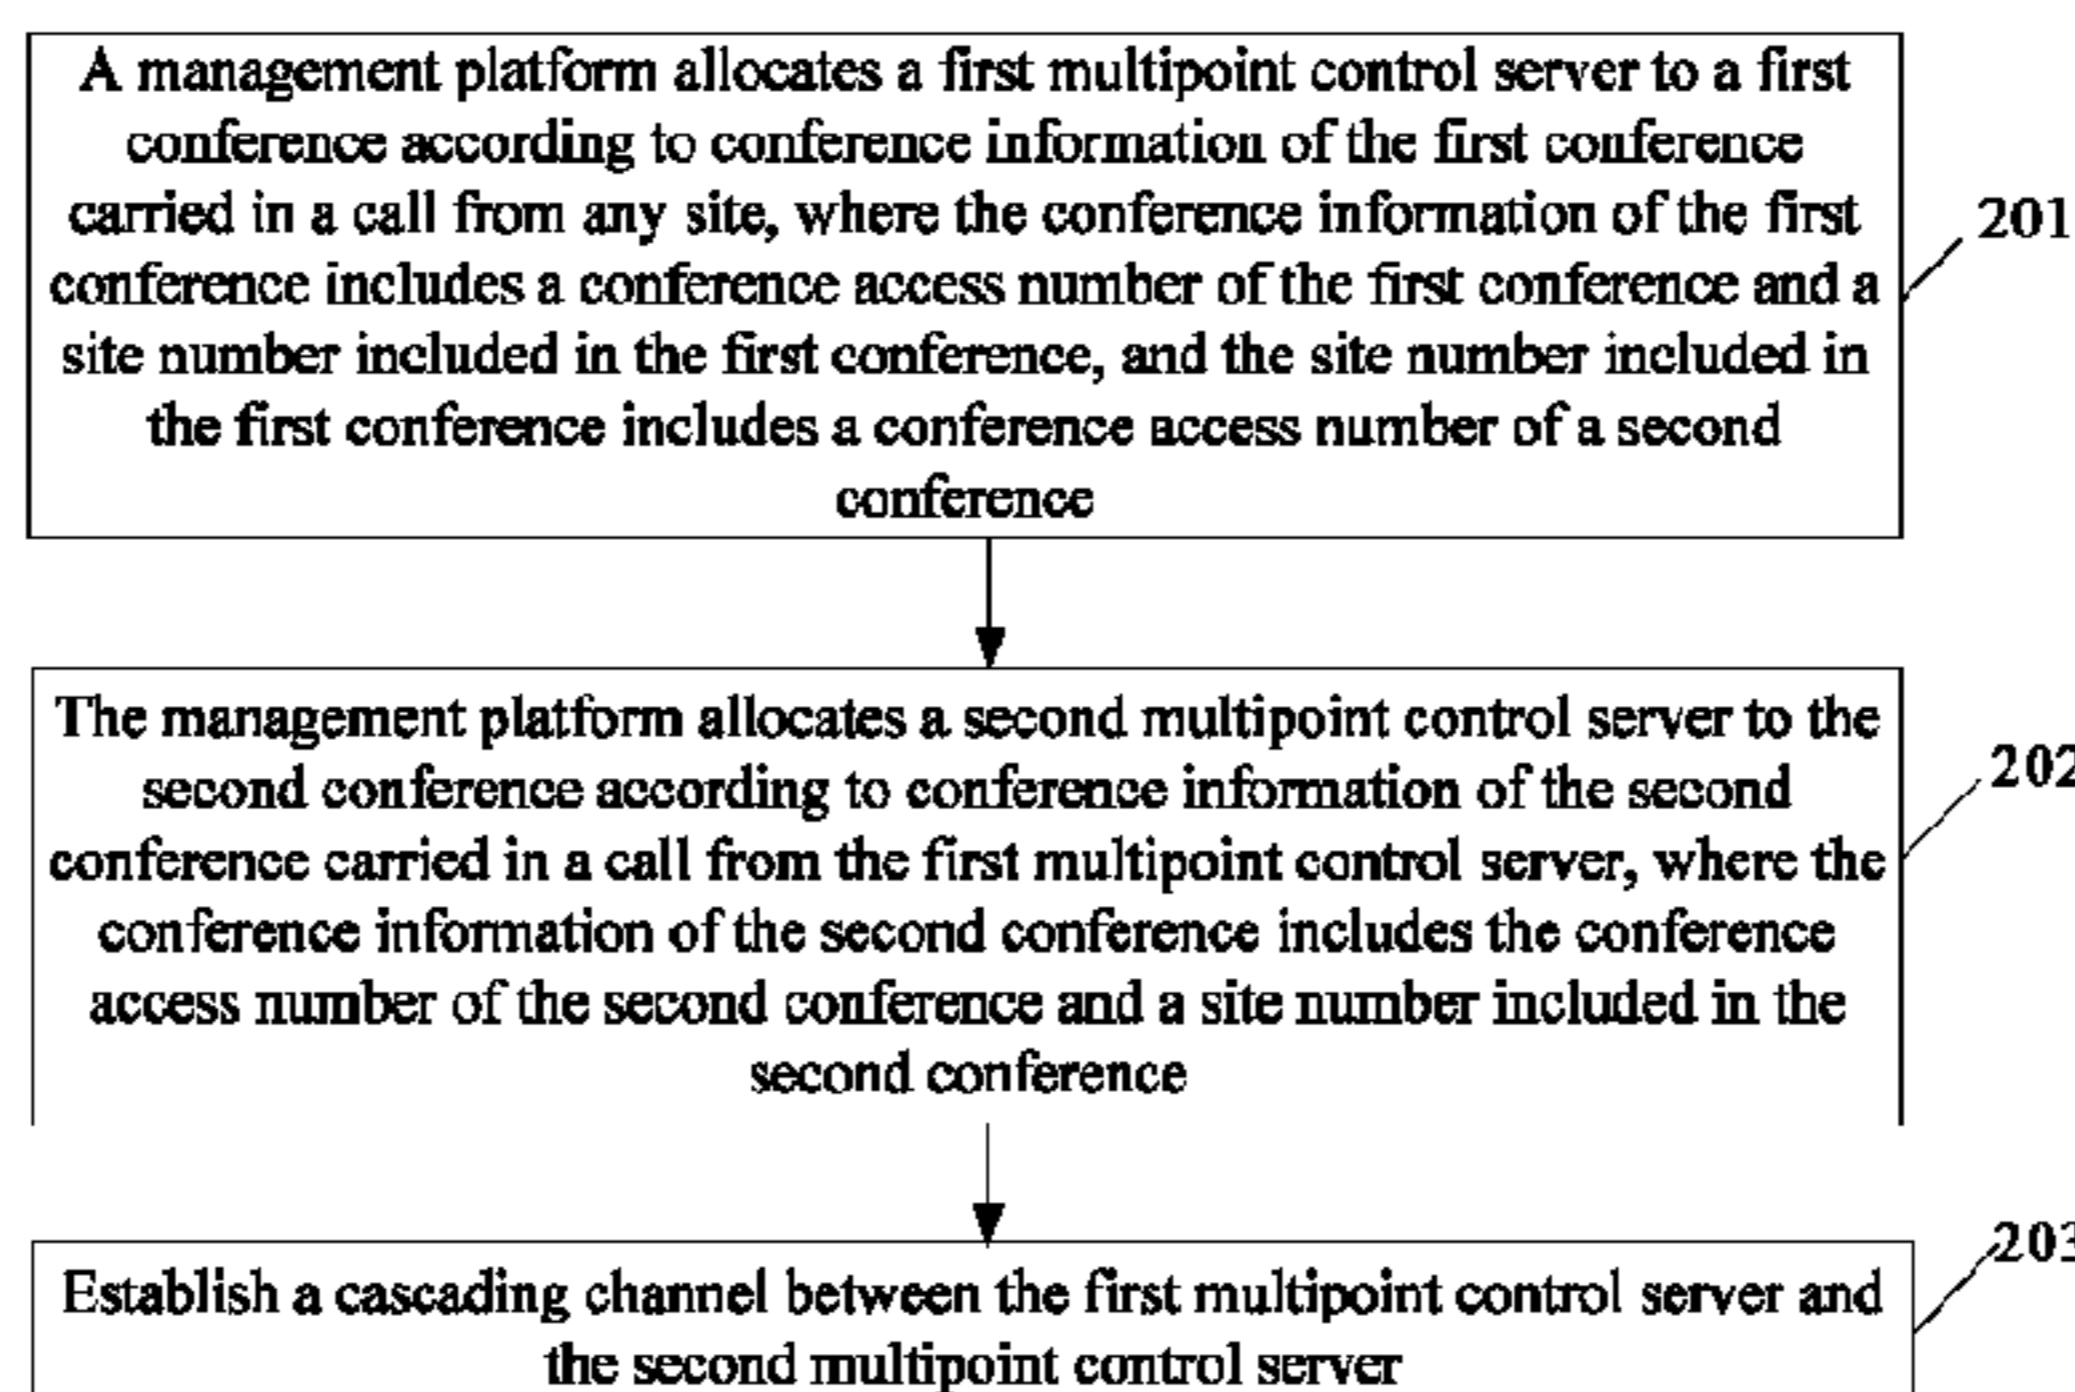 A management platform allocates a first multipoint control server to a first
conference according to conference information of the first conference
carried in a call from any site, where the conference information of the first
conference includes a conference access number of the first conference and a
site number included in the first conference, and the site number included in
the first conference includes a conference access number of a second
conference
201
The management platform allocates a second multipoint control server to the
second conference according to conference information of the second
conference carried in a call from the first multipoint control server, where the
conference information of the second conference includes the conference
access number of the second conference and a site number included in the
second conference
202
Establish a cascading channel between the first multipoint control server and
the second multipoint control server
203